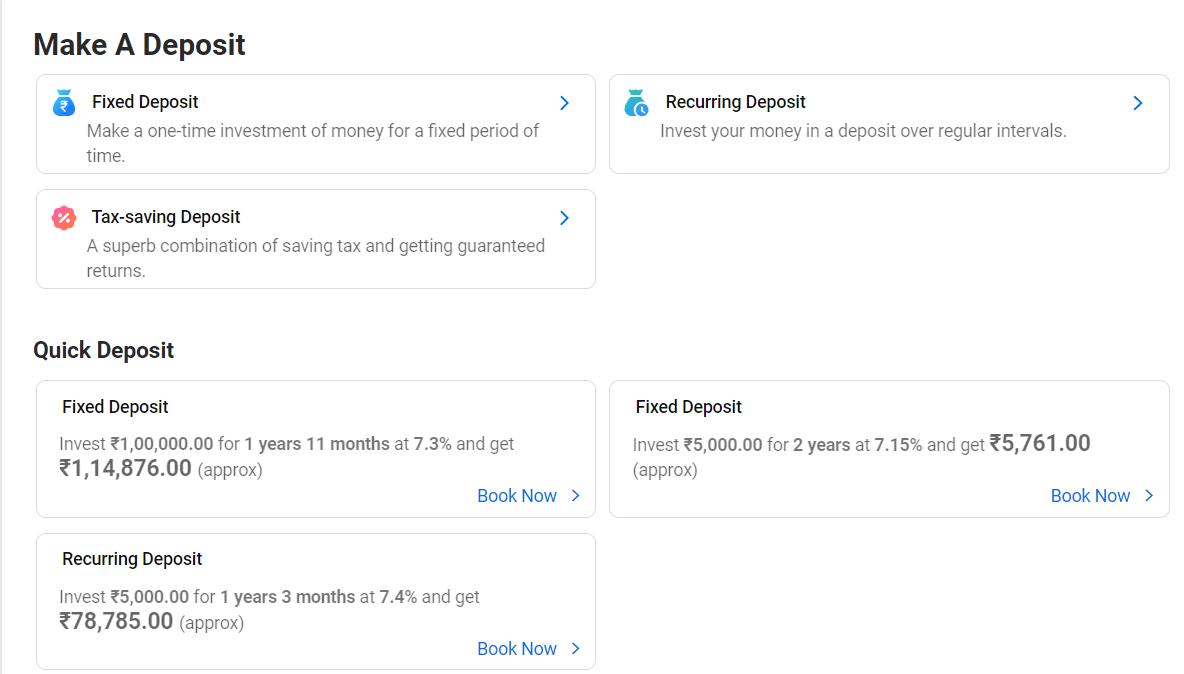 Make A Deposit
Fixed Deposit
Make a one-time investment of money for a fixed period of
time.
Recurring Deposit
Invest your money in a deposit over regular intervals.
Tax-saving Deposit
A superb combination of saving tax and getting guaranteed
returns.
Quick Deposit
Fixed Deposit
Invest ₹1,00,000.00 for 1 years 11 months at 7.3% and get
₹1,14,876.00 (approx)
Book Now
Fixed Deposit
Invest ₹5,000.00 for 2 years at 7.15% and get ₹5,761.00
(approx)
Book Now
Recurring Deposit
Invest ₹5,000.00 for 1 years 3 months at 7.4% and get
₹78,785.00 (approx)
Book Now